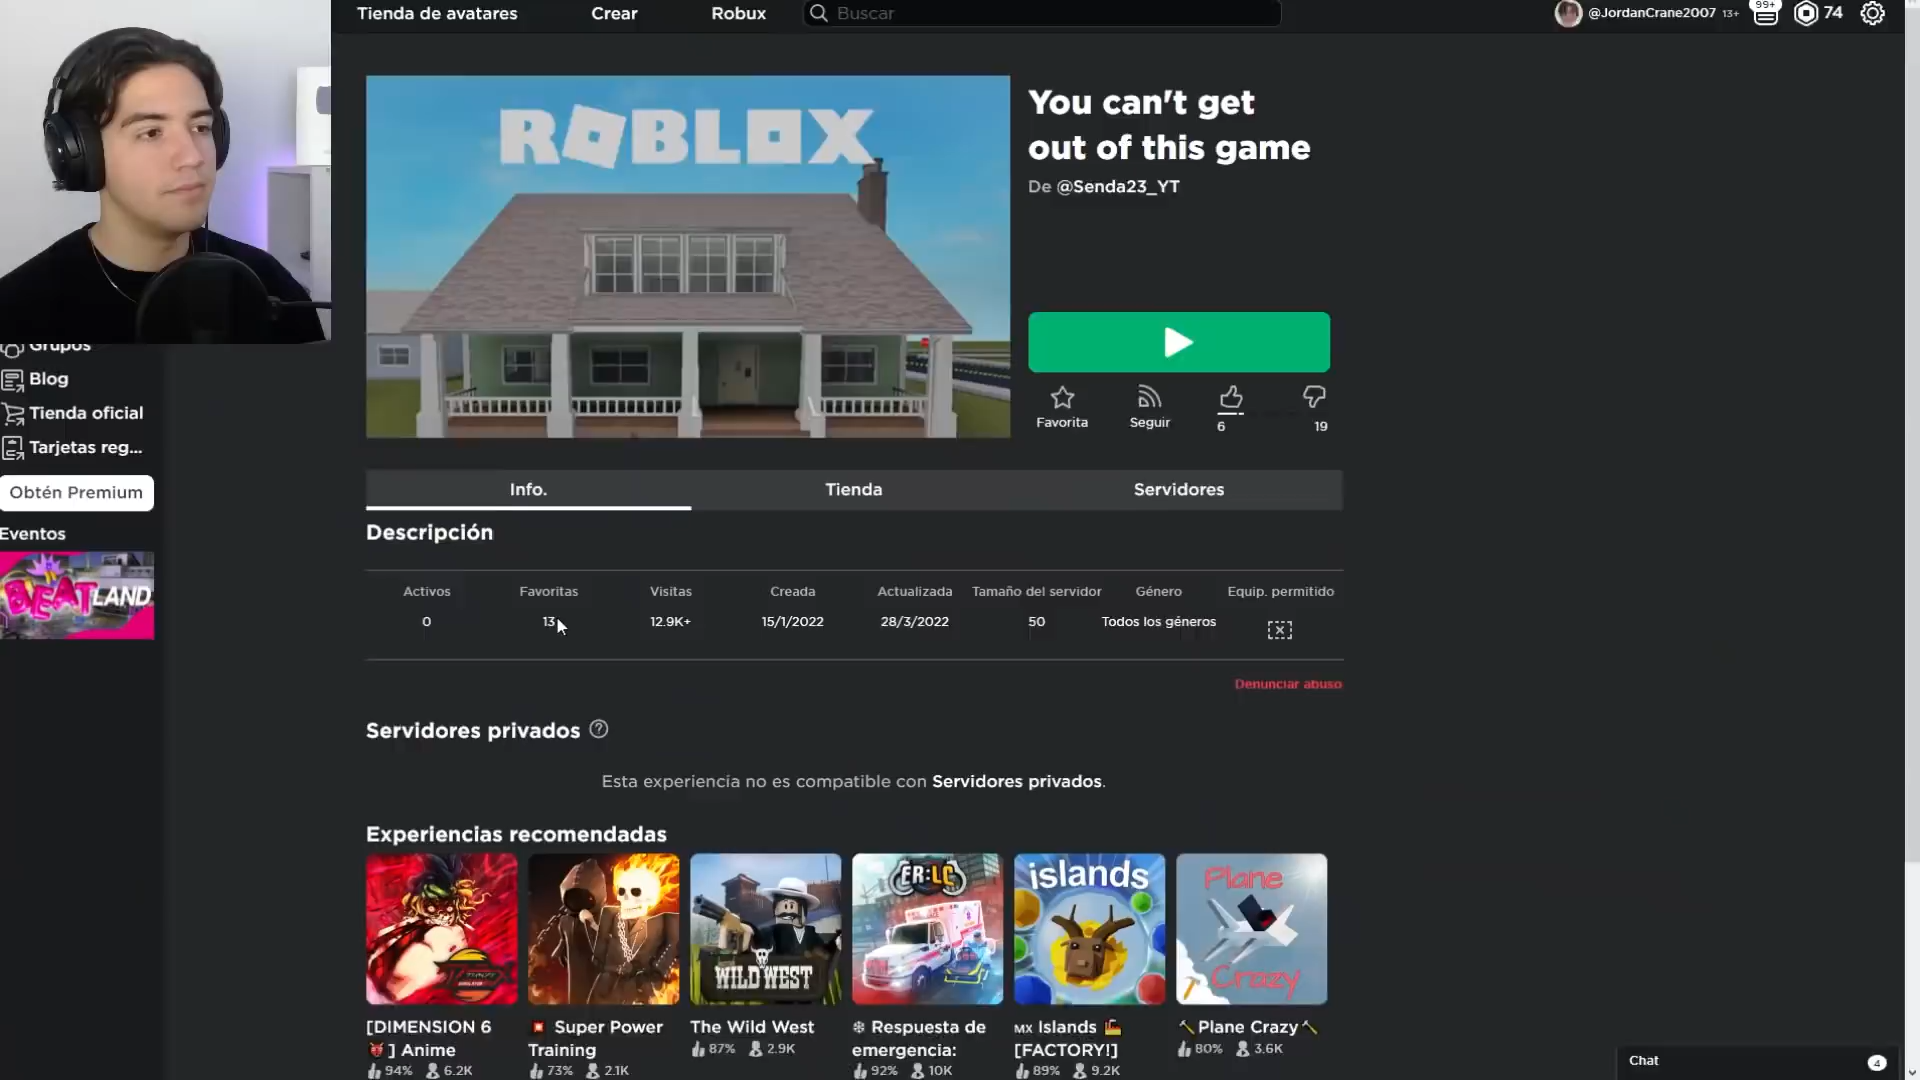 Tienda de avatares Crear Robux Buscar @JordanCrane2007 13+ 99+ 74
ROBLOX
You can't get
out of this game
De @Senda23_YT
Favorita Seguir 6 19
Grupos
Blog
Tienda oficial
Tarjetas reg...
Obtén Premium
Eventos
BEATLAND
Info. Tienda Servidores
Descripción
Activos Favoritas Visitas Creada Actualizada Tamaño del servidor Género Equip. permitido
0 13 12.9K+ 15/1/2022 28/3/2022 50 Todos los géneros
Denunciar abuso
Servidores privados
Esta experiencia no es compatible con Servidores privados.
Experiencias recomendadas
WILD WEST
ER:LC
islands
Plane
Crazy
[DIMENSION 6
👹] Anime
94% 6.2K
💥 Super Power
Training
73% 2.1K
The Wild West
87% 2.9K
❄ Respuesta de
emergencia:
92% 10K
MX Islands 🏭
[FACTORY!]
89% 9.2K
🔨Plane Crazy🔨
80% 3.6K
Chat 4